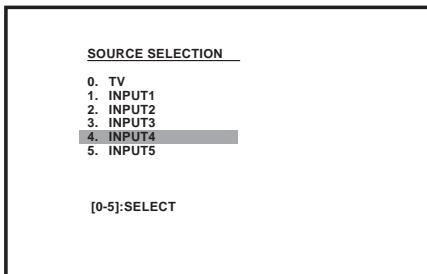 SOURCE SELECTION
0. TV
1. INPUT1
2. INPUT2
3. INPUT3
4. INPUT4
5. INPUT5
[0-5]:SELECT